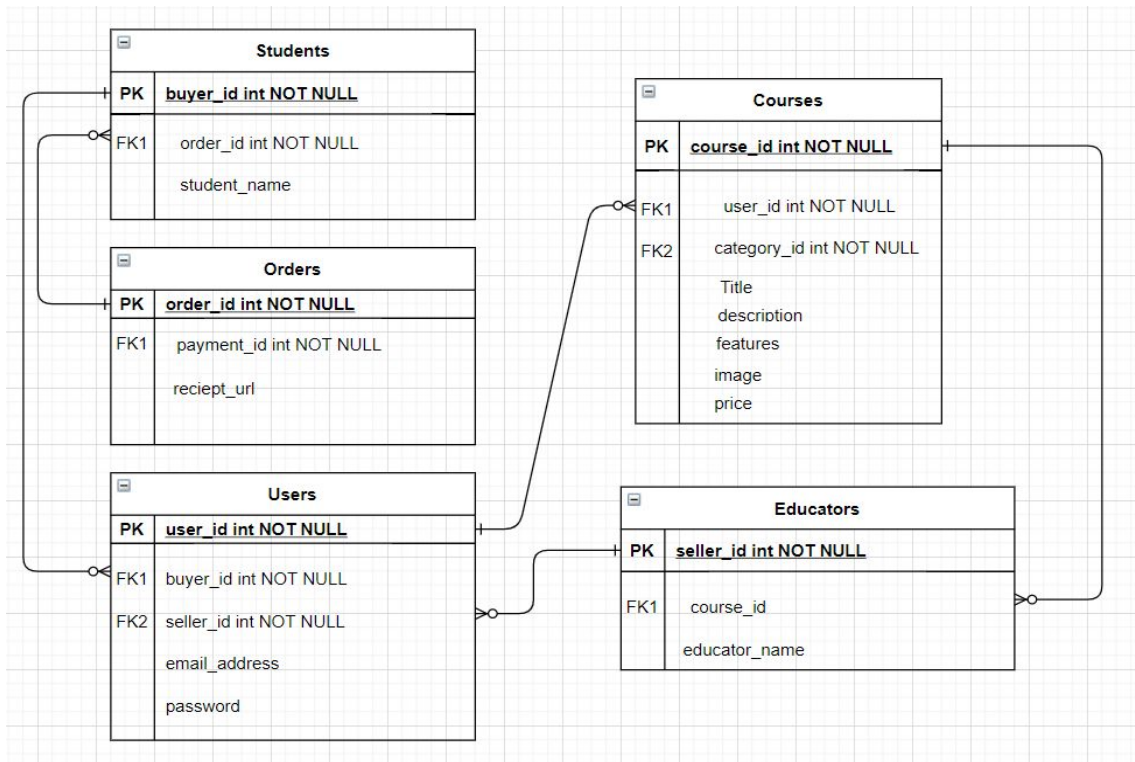 Students
PK buyer_id int NOT NULL
FK1 order_id int NOT NULL
student_name
Orders
PK order_id int NOT NULL
FK1 payment_id int NOT NULL
reciept_url
Users
PK user_id int NOT NULL
FK1 buyer_id int NOT NULL
FK2 seller_id int NOT NULL
email_address
password
Courses
PK course_id int NOT NULL
FK1 user_id int NOT NULL
FK2 category_id int NOT NULL
Title
description
features
image
price
Educators
PK seller_id int NOT NULL
FK1 course_id
educator_name